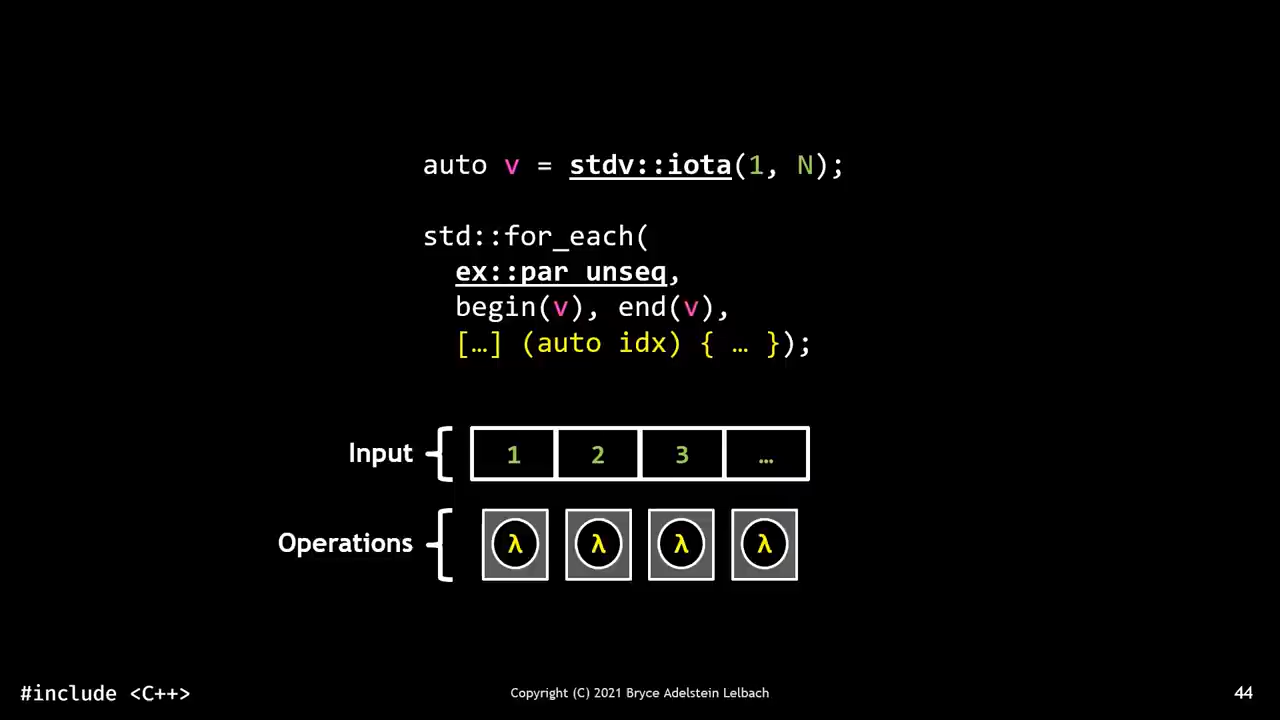 auto v = stdv::iota(1, N);
std::for_each(
ex::par_unseq,
begin(v), end(v),
[…] (auto idx) { … });
Input
1 2 3 …
Operations
λ λ λ λ
#include <C++>
Copyright (C) 2021 Bryce Adelstein Lelbach
44